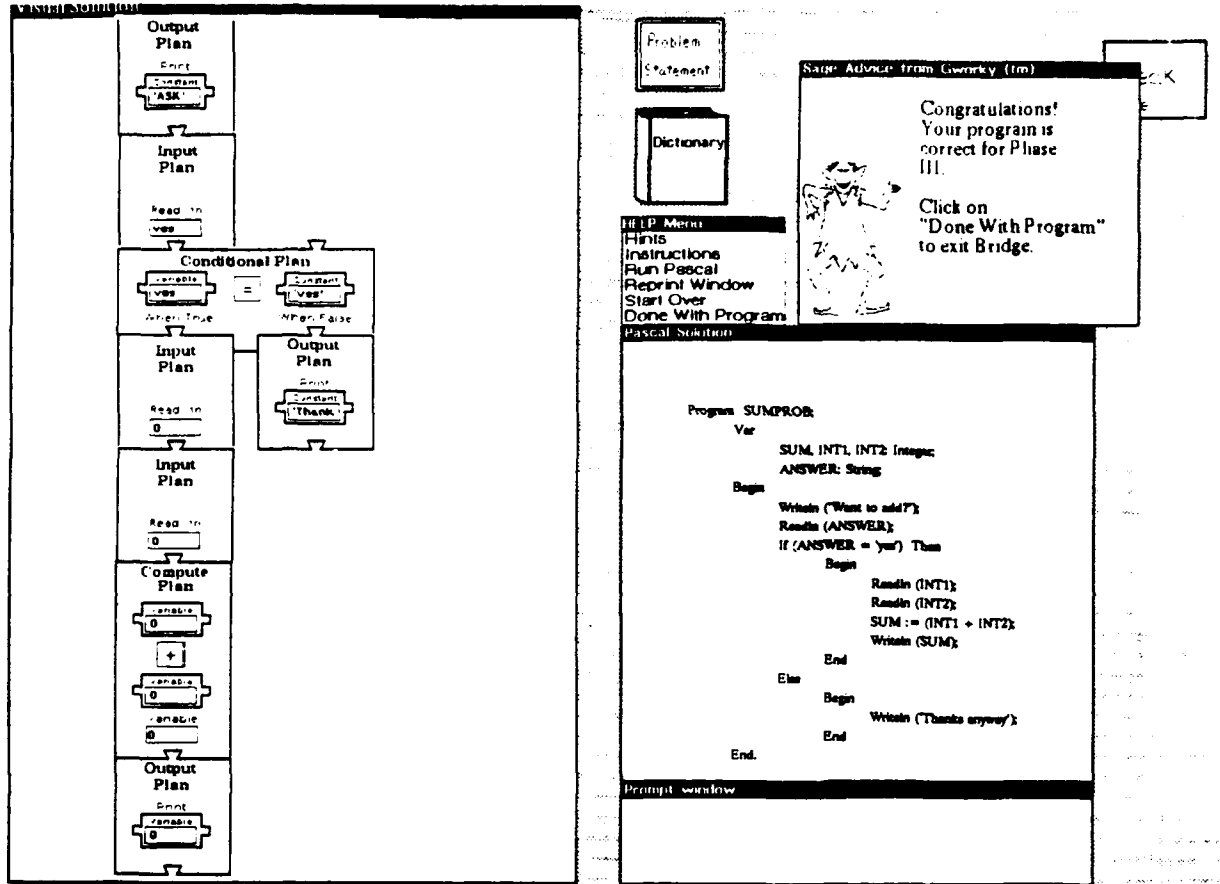 Visual Solution
Output
Plan
Print
Constant
'ASK'
Input
Plan
Read in
yes
Conditional Plan
Variable
yes
=
Constant
'yes'
When True
When False
Input
Plan
Read in
0
Output
Plan
Print
Constant
'Thank
Input
Plan
Read in
0
Compute
Plan
Variable
0
+
Variable
0
Variable
0
Output
Plan
Print
Variable
0
Problem
Statement
Dictionary
HELP Menu
Hints
Instructions
Run Pascal
Reprint Window
Start Over
Done With Program
Sage Advice from Gworky (tm)
Congratulations!
Your program is
correct for Phase
III.
Click on
"Done With Program"
to exit Bridge.
Pascal Solution
Program SUMPROB;
Var
SUM, INT1, INT2: Integer;
ANSWER: String;
Begin
Writeln ('Want to add?');
Readln (ANSWER);
If (ANSWER = 'yes') Then
Begin
Readln (INT1);
Readln (INT2);
SUM := (INT1 + INT2);
Writeln (SUM);
End
Else
Begin
Writeln ('Thanks anyway');
End
End.
Prompt window